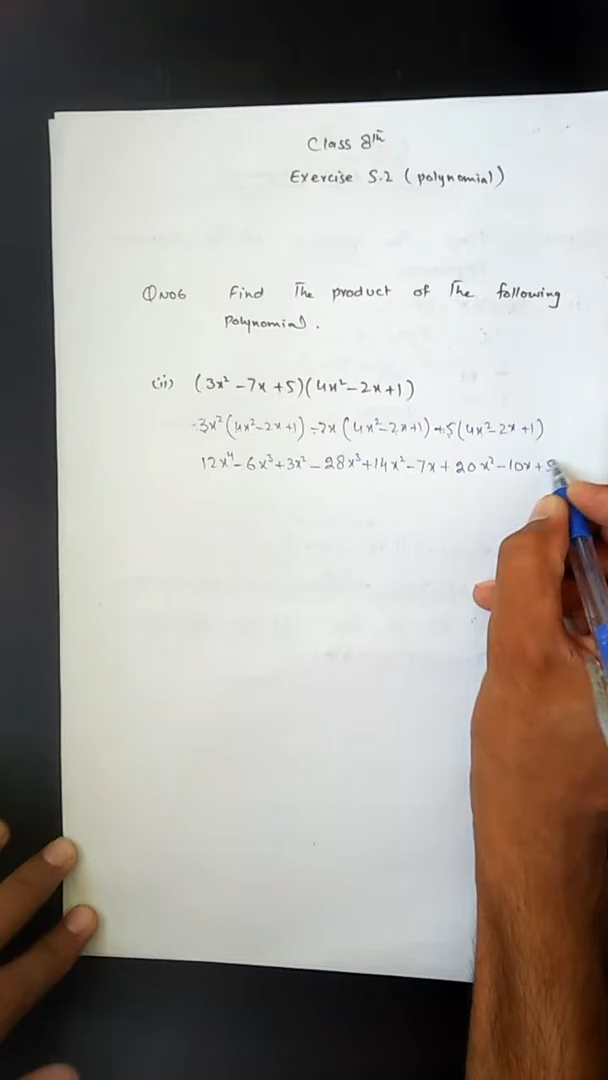 Class 8th
Exercise 5.2 (polynomial)
QNO6 Find The product of The following
Polynomial.
(ii) (3x² - 7x + 5)(4x² - 2x + 1)
3x²(4x² - 2x + 1) - 7x(4x² - 2x + 1) + 5(4x² - 2x + 1)
12x⁴ - 6x³ + 3x² - 28x³ + 14x² - 7x + 20x² - 10x + 5